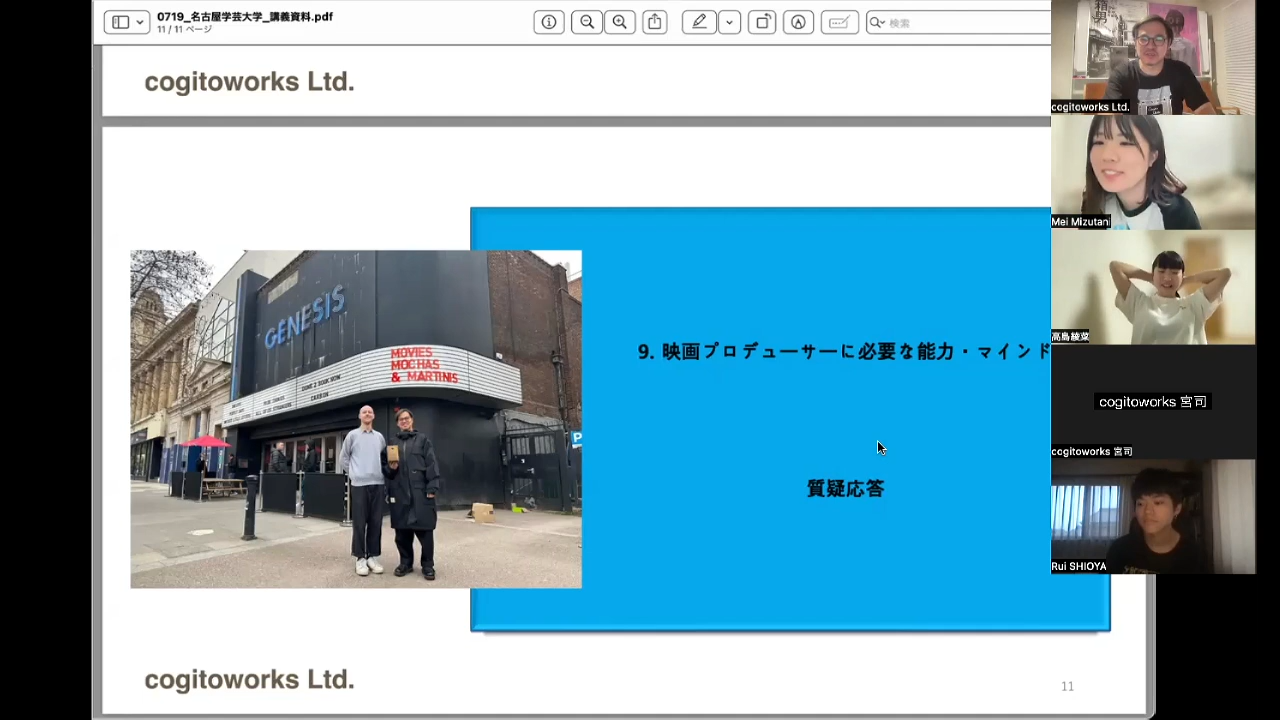 0719_名古屋学芸大学_講義資料.pdf
11 / 11 ページ
検索
cogitoworks Ltd.
GENESIS
MOVIES
MOCHAS
& MARTINIS
P
9. 映画プロデューサーに必要な能力・マインド
質疑応答
cogitoworks Ltd.
11
箱男
cogitoworks Ltd.
Mei Mizutani
高島綾菜
cogitoworks 宮司
cogitoworks 宮司
Rui SHIOYA